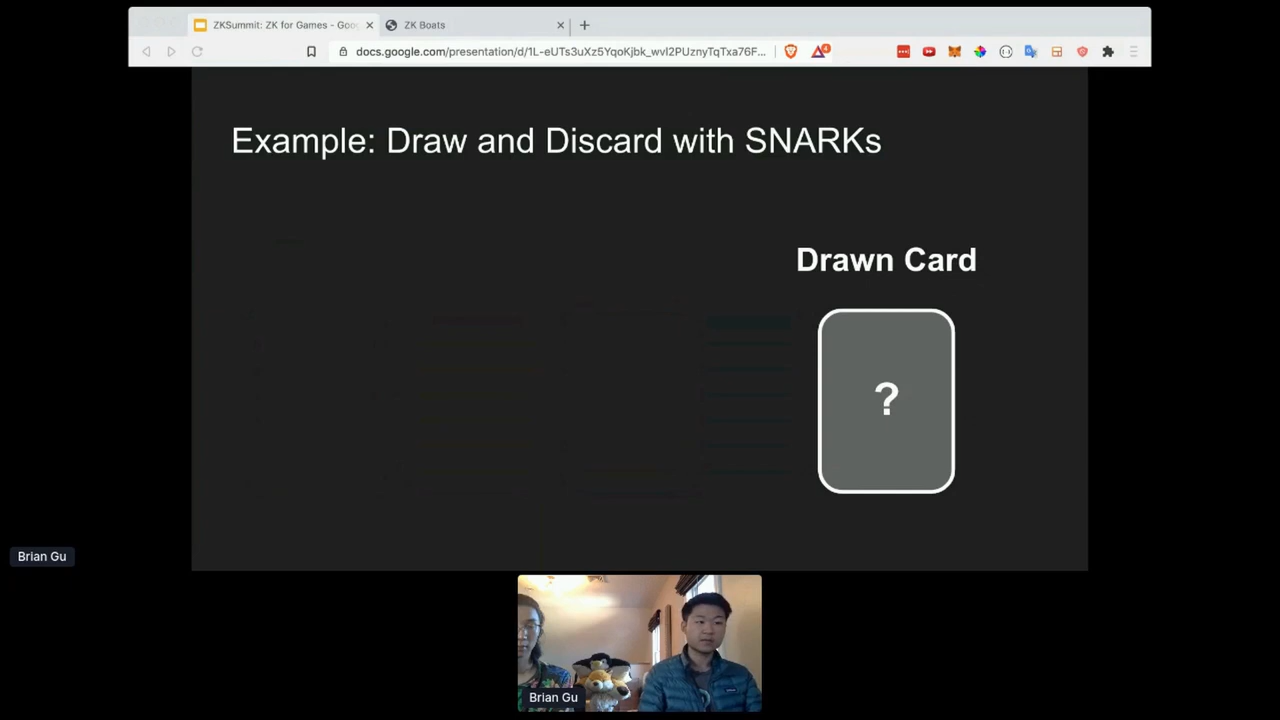 ZKSummit: ZK for Games - Goo
ZK Boats
docs.google.com/presentation/d/1L-eUTs3uXz5YqoKjbk_wvI2PUznyTqTxa76F...
4
Example: Draw and Discard with SNARKs
Drawn Card
?
Brian Gu
Brian Gu